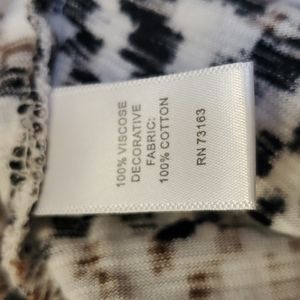 100% VISCOSE
DECORATIVE
FABRIC:
100% COTTON
RN 73163